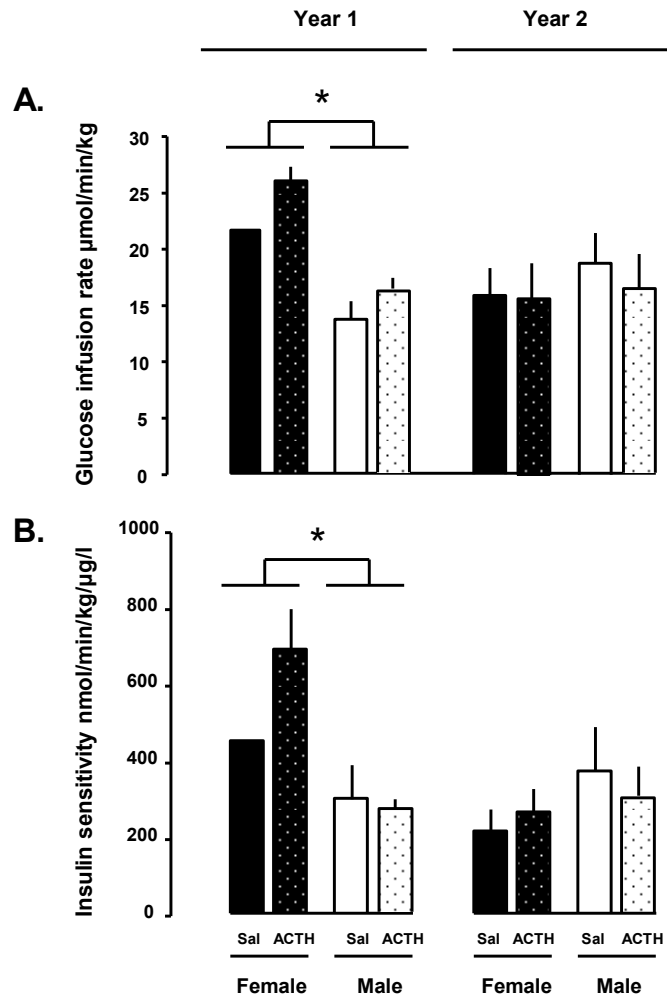 Year 1 Year 2
A.
*
Glucose infusion rate µmol/min/kg
30
25
20
15
10
5
0
B.
*
Insulin sensitivity nmol/min/kg/µg/l
1000
800
600
400
200
0
Sal ACTH Sal ACTH Sal ACTH Sal ACTH
Female Male Female Male